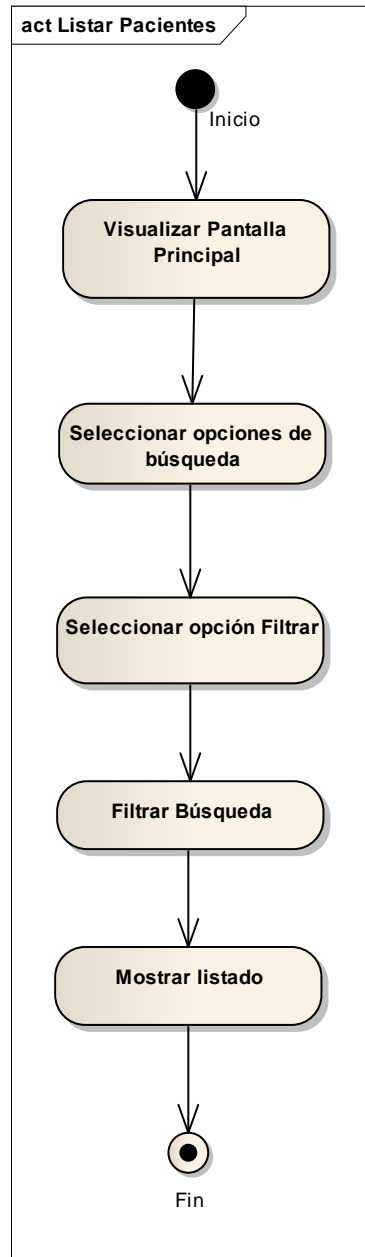 act Listar Pacientes
Inicio
Visualizar Pantalla
Principal
Seleccionar opciones de
búsqueda
Seleccionar opción Filtrar
Filtrar Búsqueda
Mostrar listado
Fin